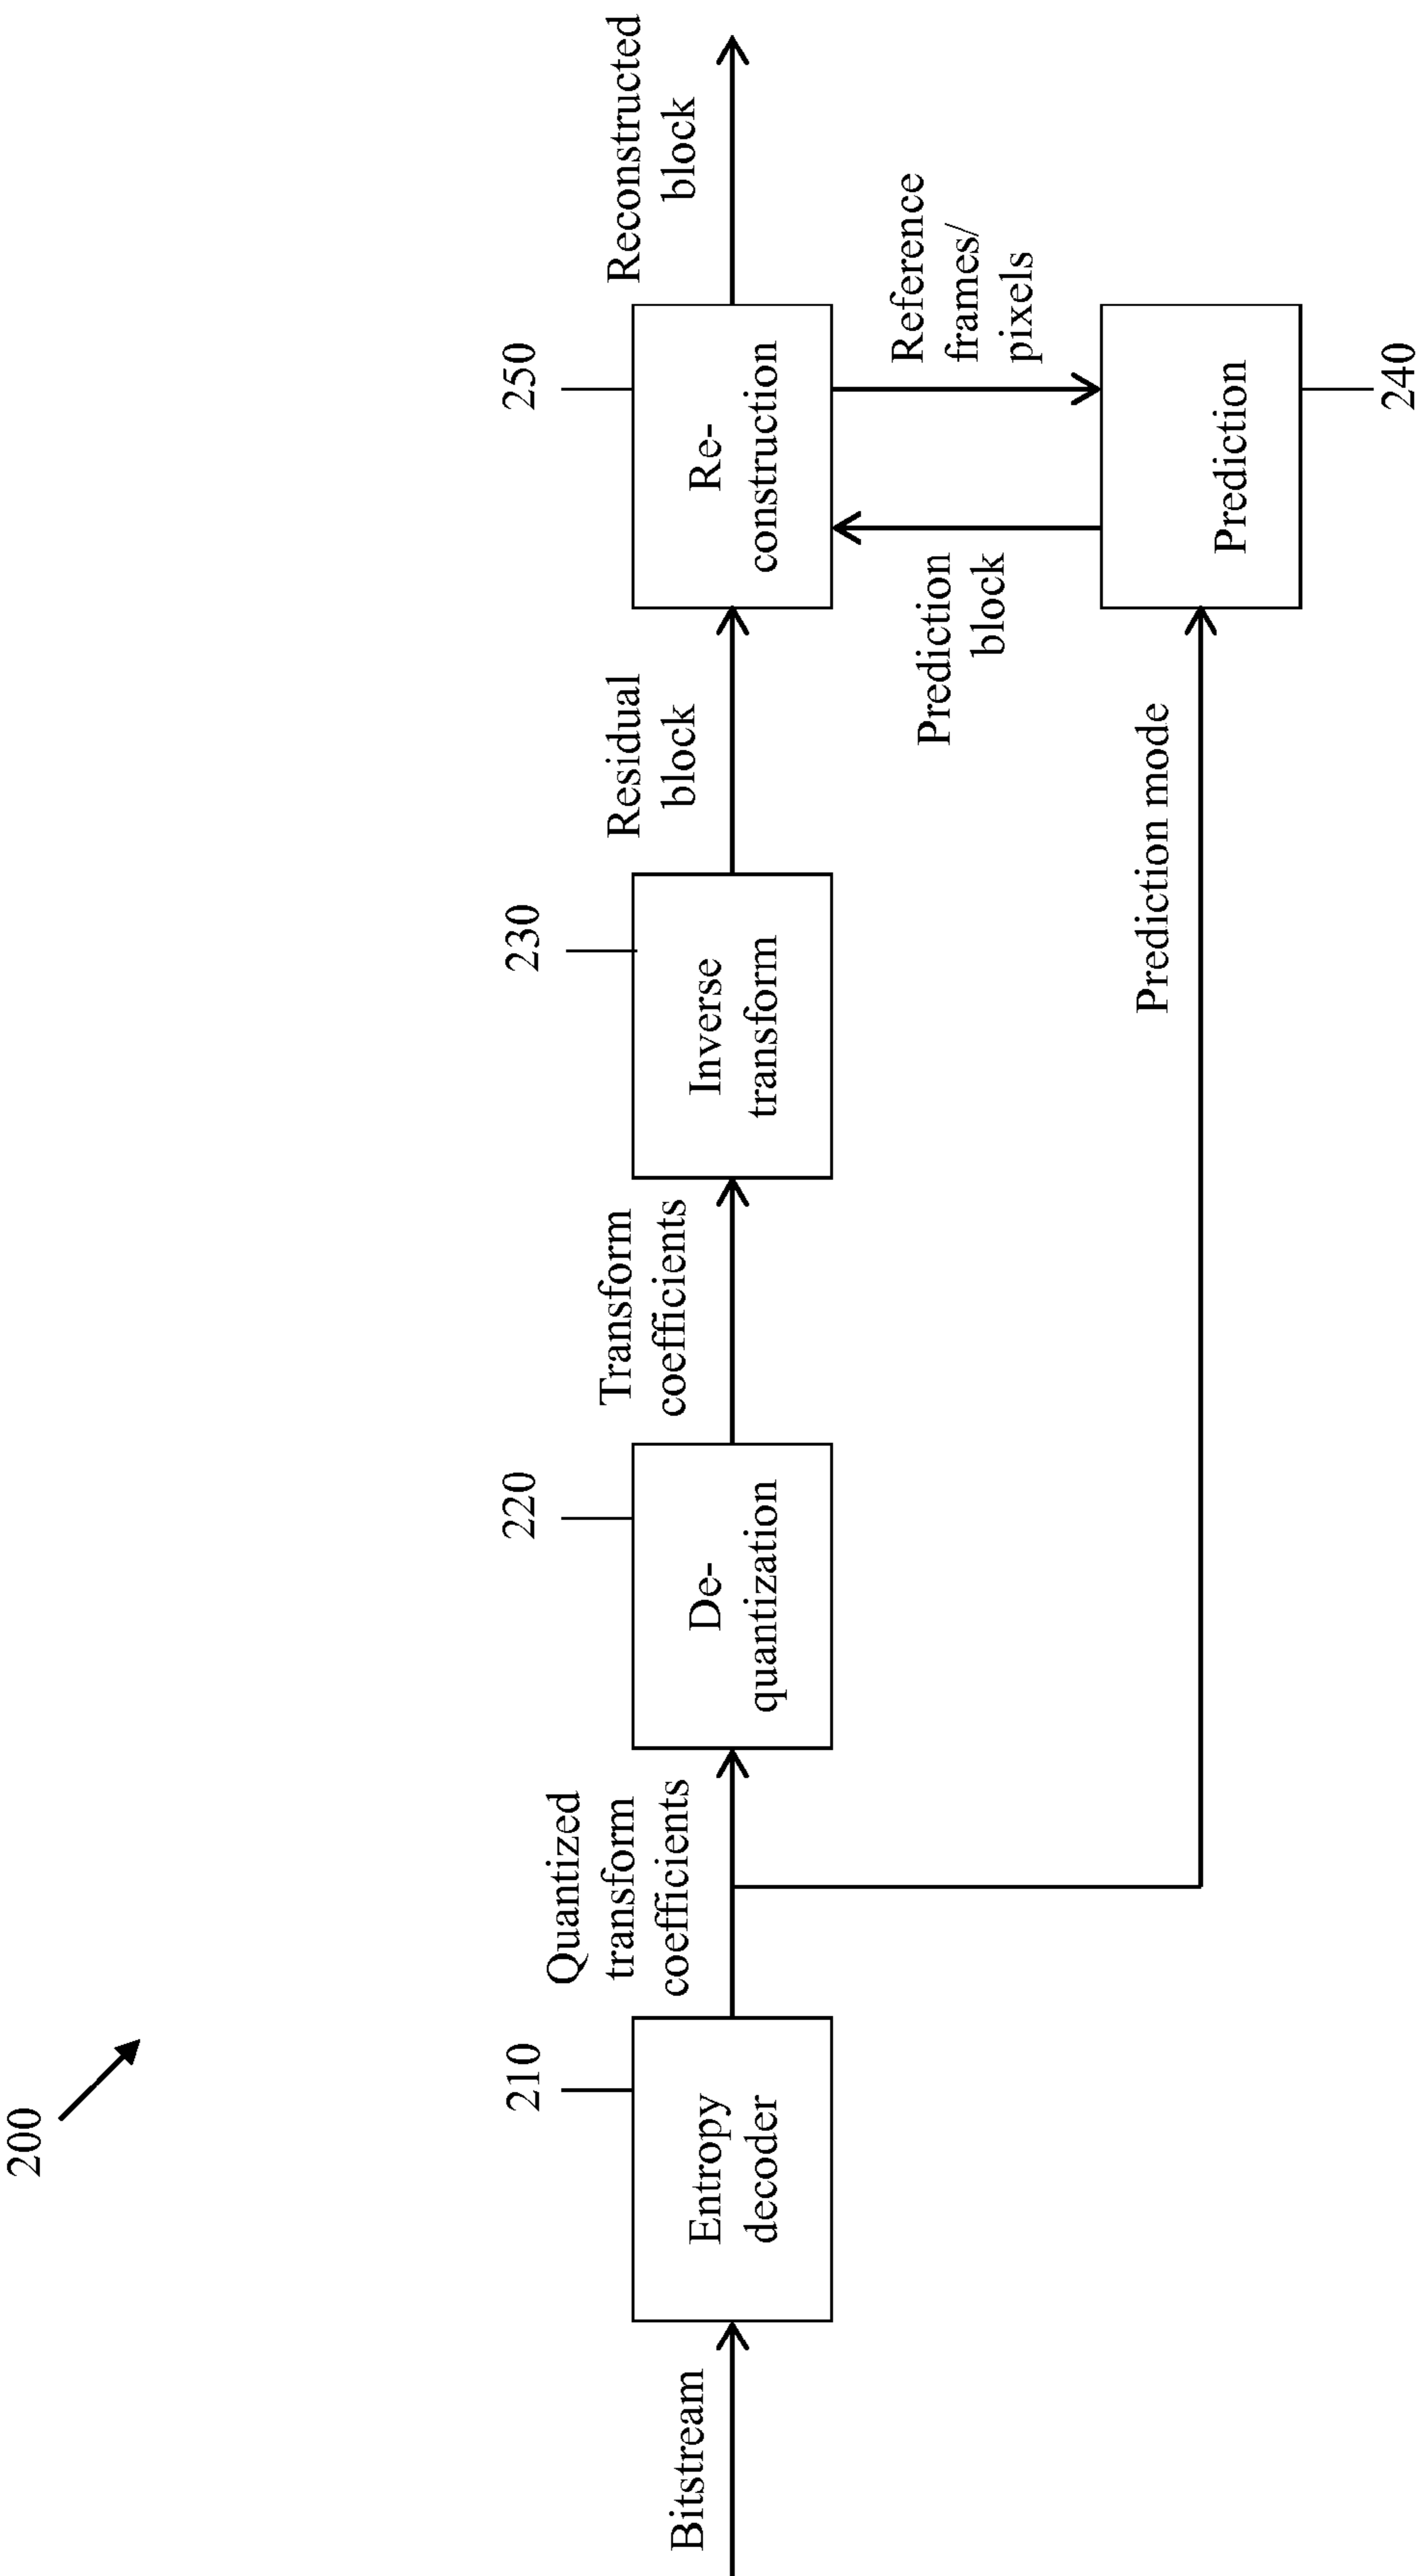 200
Bitstream
210
Entropy
decoder
Quantized
transform
coefficients
220
De-
quantization
Transform
coefficients
230
Inverse
transform
Residual
block
250
Re-
construction
Reconstructed
block
Prediction
block
Reference
frames/
pixels
Prediction mode
Prediction
240